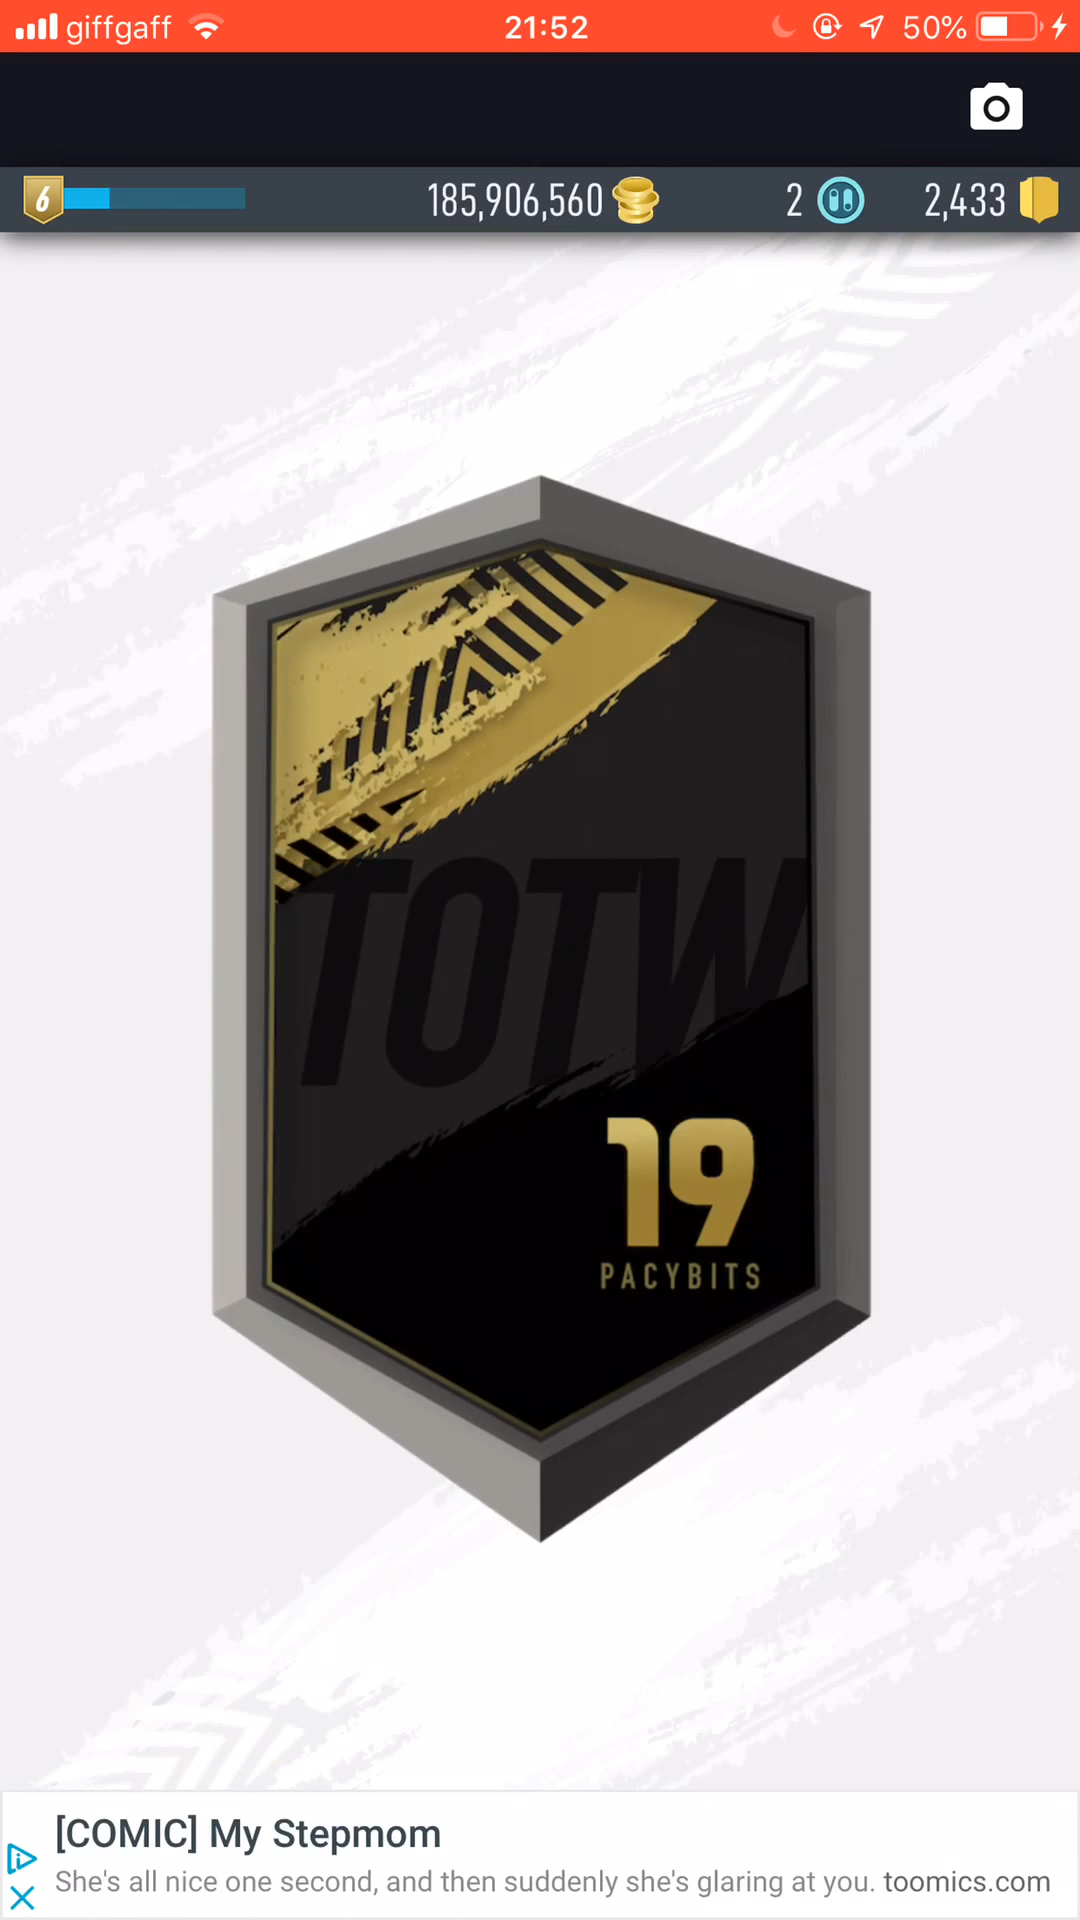 giffgaff 21:52 50%
6 185,906,560 2 2,433
TOTW
19
PACYBITS
[COMIC] My Stepmom
She's all nice one second, and then suddenly she's glaring at you. toomics.com